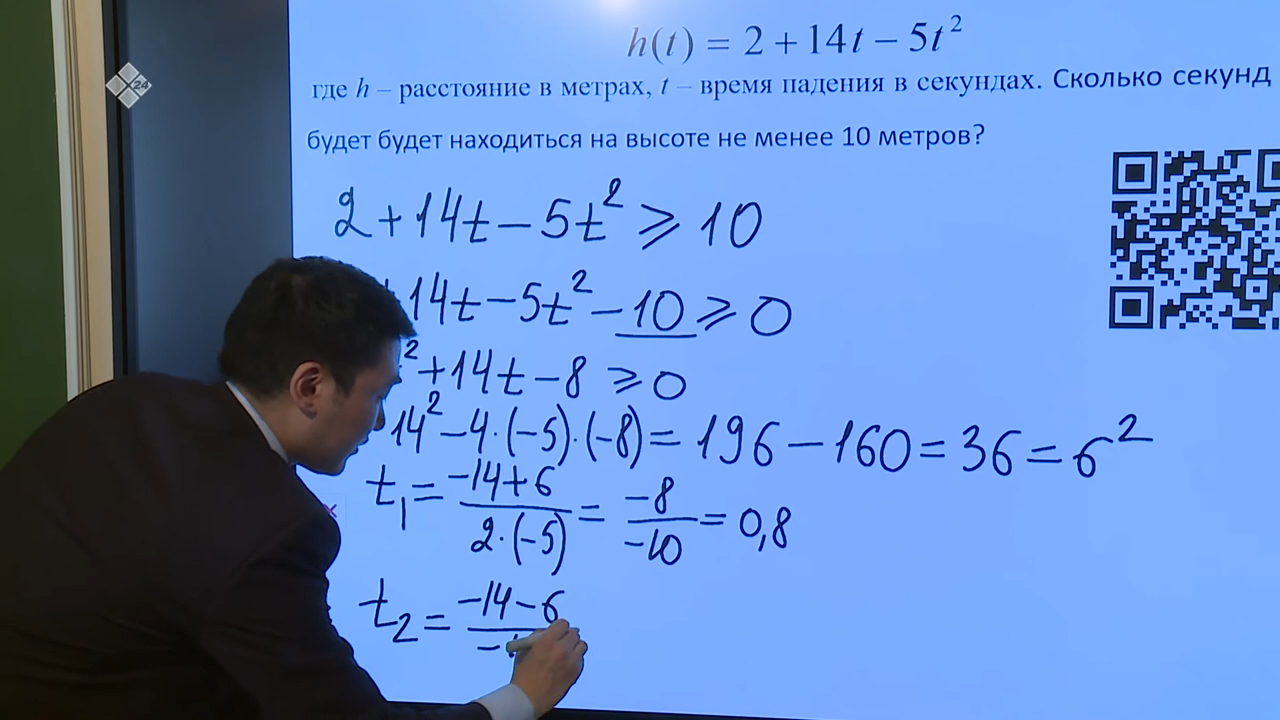 h(t) = 2 + 14t − 5t²
где h – расстояние в метрах, t – время падения в секундах. Сколько секунд
будет будет находиться на высоте не менее 10 метров?
x24
2 + 14t − 5t² ⩾ 10
14t − 5t² − 10 ⩾ 0
² + 14t − 8 ⩾ 0
14² − 4·(−5)·(−8) = 196 − 160 = 36 = 6²
t₁ = (−14+6)/(2·(−5)) = (−8)/(−10) = 0,8
t₂ = −14−6